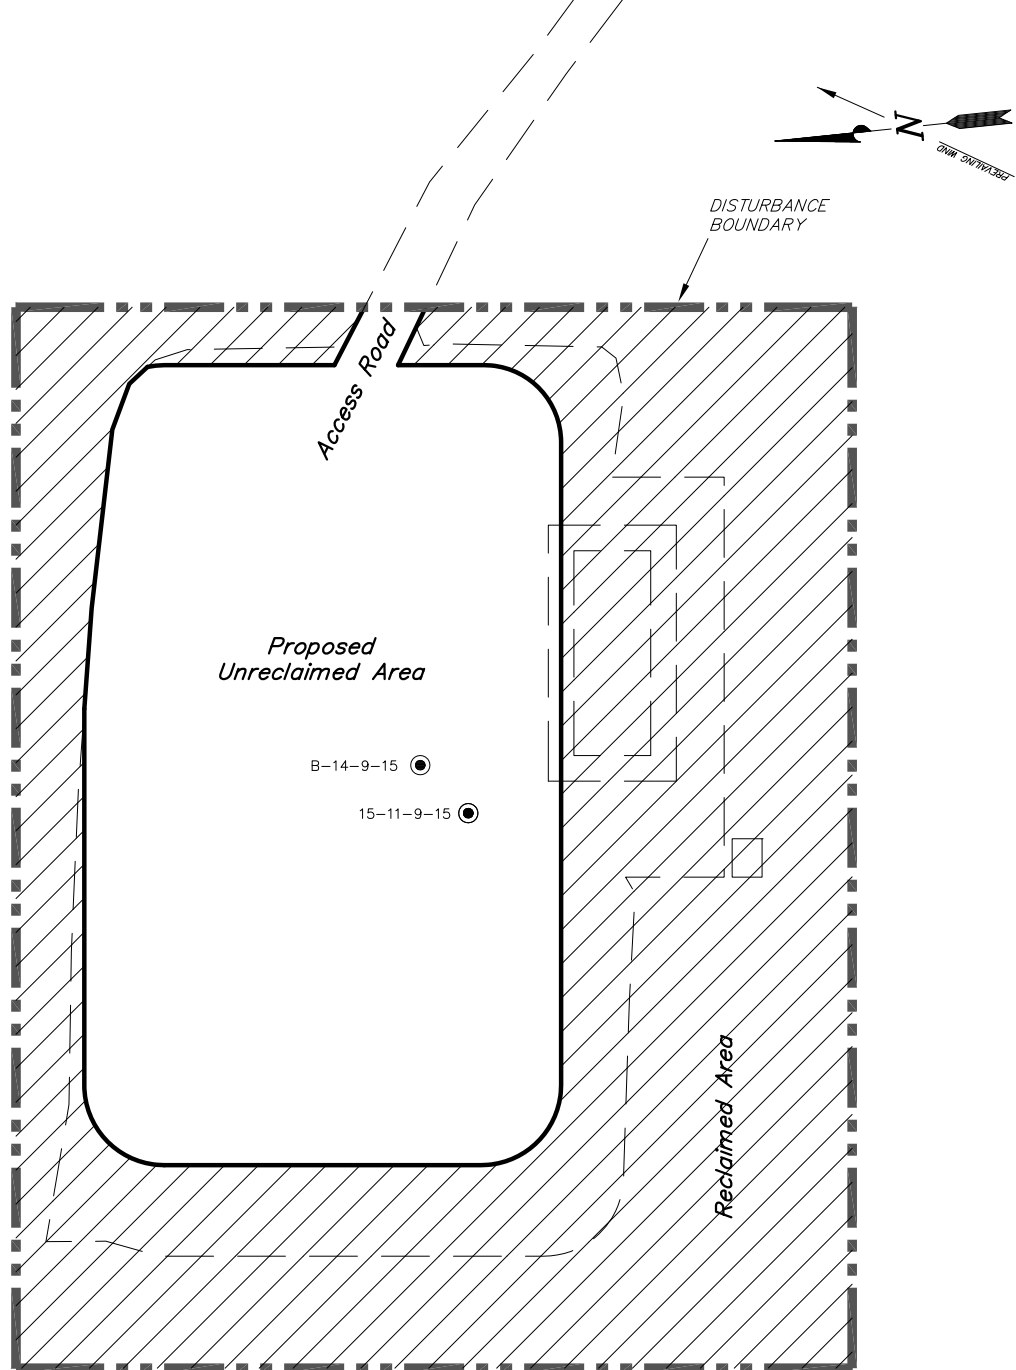 N
PREVAILING WIND
DISTURBANCE
BOUNDARY
Access Road
Proposed
Unreclaimed Area
B-14-9-15
15-11-9-15
Reclaimed Area